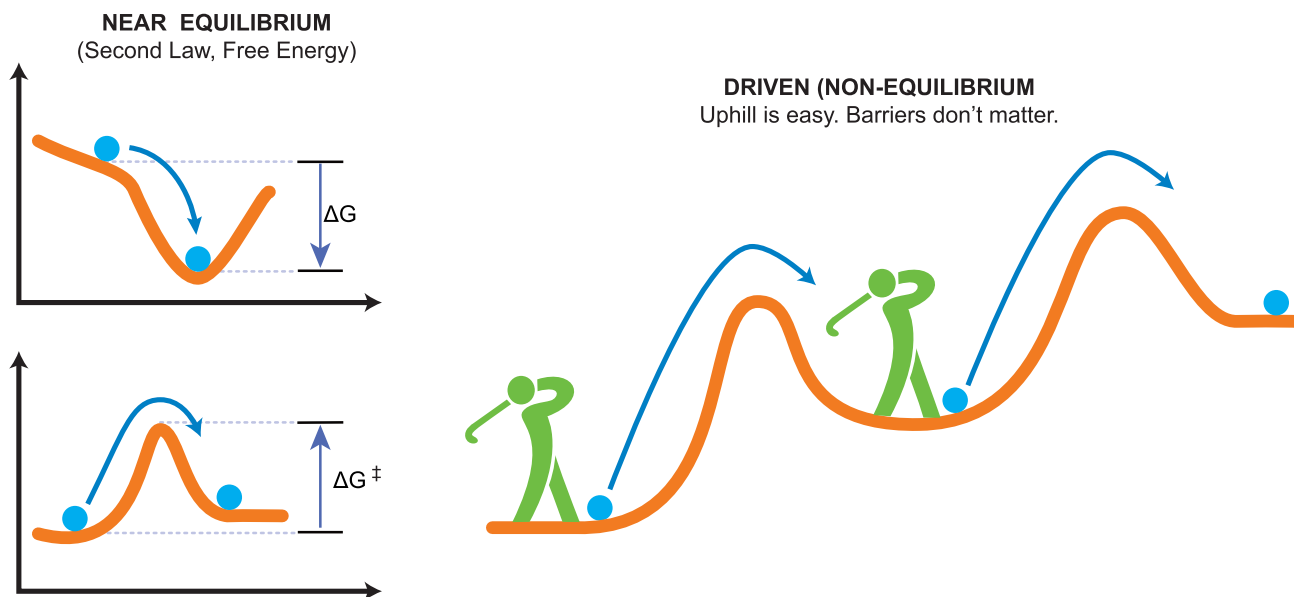 NEAR EQUILIBRIUM
(Second Law, Free Energy)
ΔG
ΔG ‡
DRIVEN (NON-EQUILIBRIUM
Uphill is easy. Barriers don't matter.